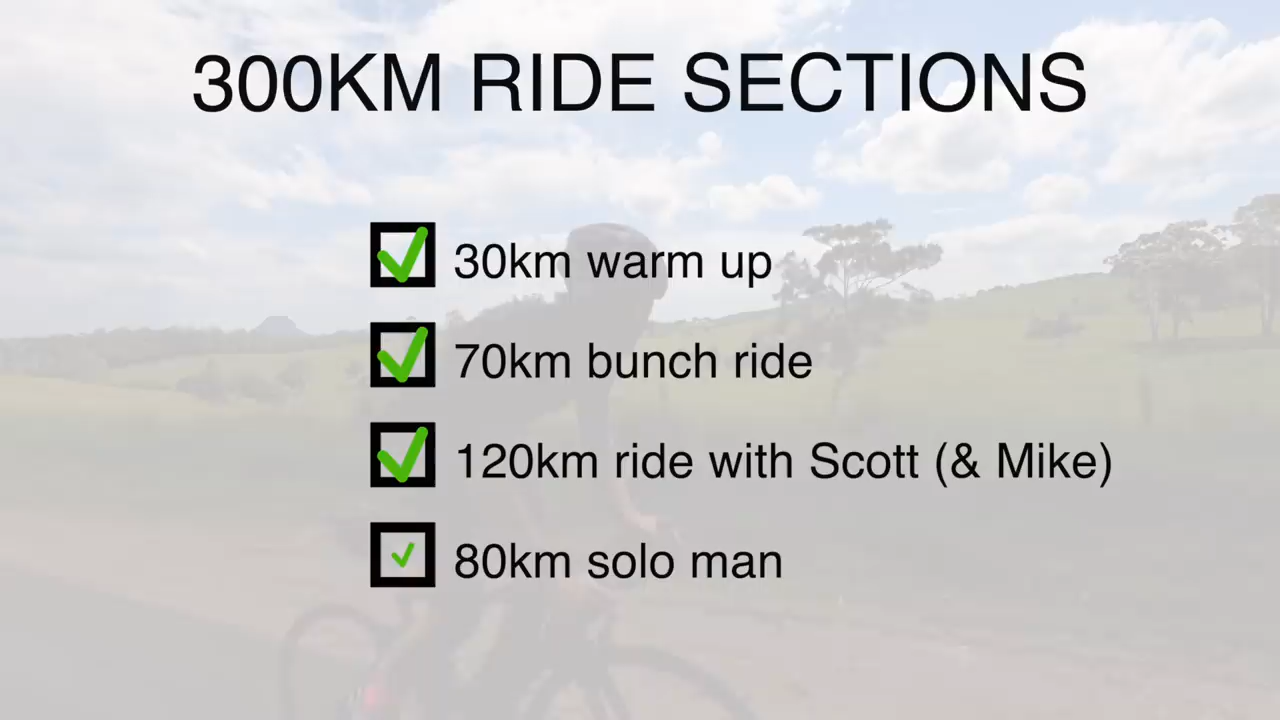 300KM RIDE SECTIONS
30km warm up
70km bunch ride
120km ride with Scott (& Mike)
80km solo man